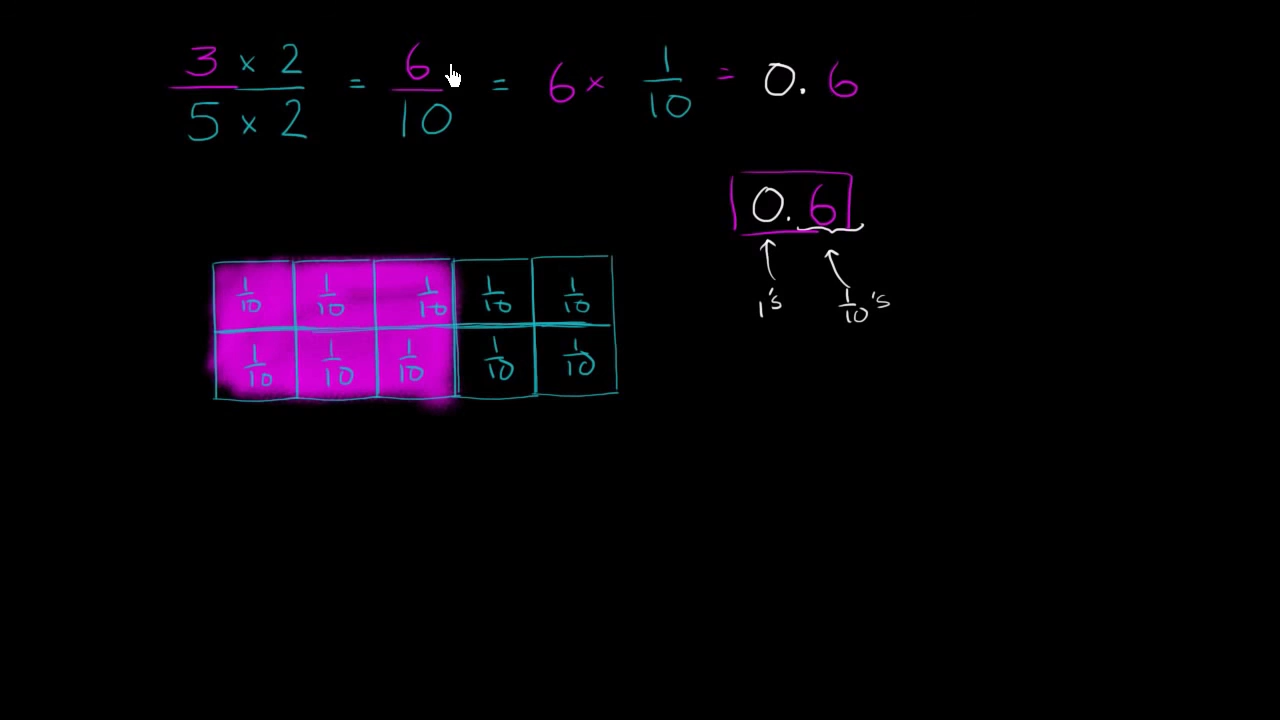 3 × 2 / 5 × 2 = 6 / 10 = 6 × 1 / 10 = 0. 6
0. 6
1's 1/10's
1/10 1/10 1/10 1/10 1/10
1/10 1/10 1/10 1/10 1/10